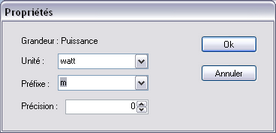 Propriétés
Grandeur : Puissance
Unité : watt
Préfixe : m
Précision : 0
Ok
Annuler